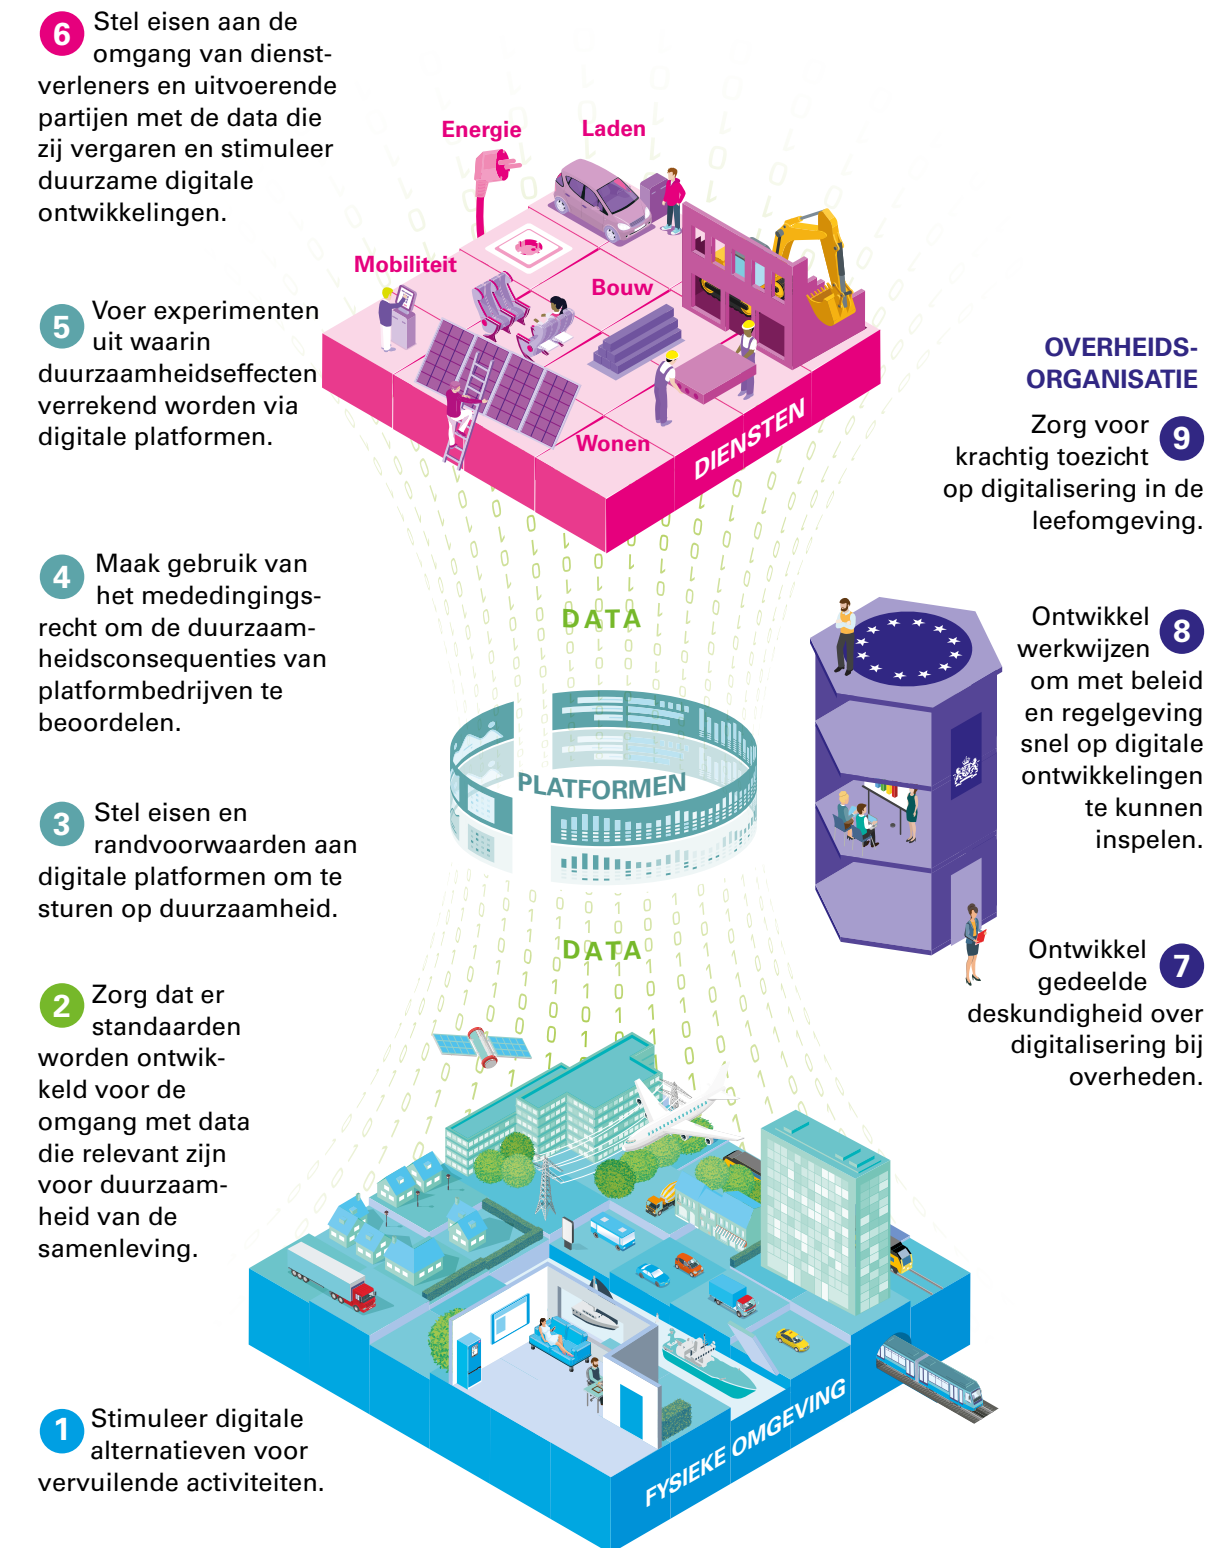 6 Stel eisen aan de
omgang van dienst-
verleners en uitvoerende
partijen met de data die
zij vergaren en stimuleer
duurzame digitale
ontwikkelingen.
Energie
Laden
Mobiliteit
Bouw
Wonen
DIENSTEN
5 Voer experimenten
uit waarin
duurzaamheidseffecten
verrekend worden via
digitale platformen.
OVERHEIDS-
ORGANISATIE
Zorg voor 9
krachtig toezicht
op digitalisering in de
leefomgeving.
4 Maak gebruik van
het mededingings-
recht om de duurzaam-
heidsconsequenties van
platformbedrijven te
beoordelen.
DATA
Ontwikkel 8
werkwijzen
om met beleid
en regelgeving
snel op digitale
ontwikkelingen
te kunnen
inspelen.
PLATFORMEN
3 Stel eisen en
randvoorwaarden aan
digitale platformen om te
sturen op duurzaamheid.
DATA
Ontwikkel 7
gedeelde
deskundigheid over
digitalisering bij
overheden.
2 Zorg dat er
standaarden
worden ontwik-
keld voor de
omgang met data
die relevant zijn
voor duurzaam-
heid van de
samenleving.
1 Stimuleer digitale
alternatieven voor
vervuilende activiteiten.
FYSIEKE OMGEVING